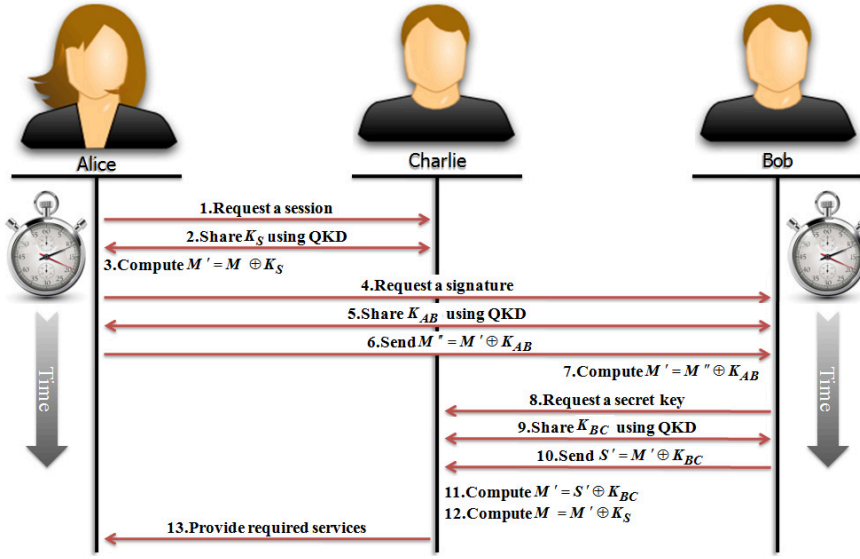 Alice
Charlie
Bob
1.Request a session
2.Share K_S using QKD
3.Compute M' = M ⊕ K_S
4.Request a signature
5.Share K_AB using QKD
6.Send M" = M' ⊕ K_AB
7.Compute M' = M" ⊕ K_AB
8.Request a secret key
9.Share K_BC using QKD
10.Send S' = M' ⊕ K_BC
11.Compute M' = S' ⊕ K_BC
12.Compute M = M' ⊕ K_S
13.Provide required services
Time
Time